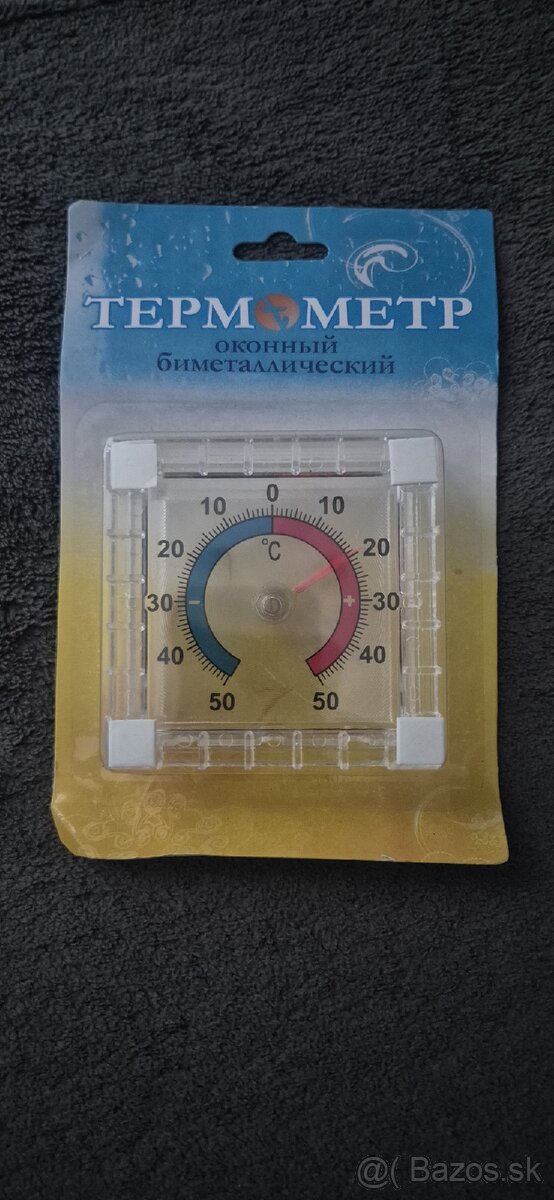 ТЕРМОМЕТР
оконный
биметаллический
0
10 10
°C
20 20
30 - + 30
40 40
50 50
@( Bazos.sk